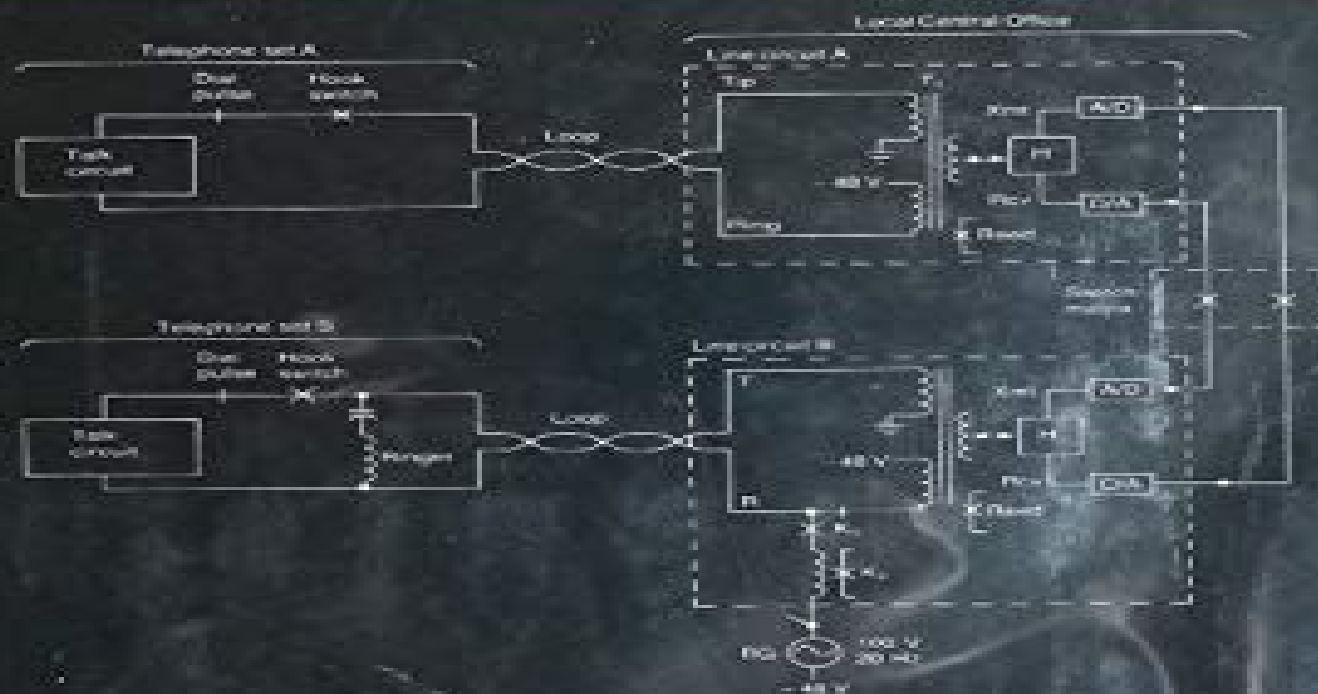 Local Central Office
Telephone set A
Line circuit A
Dial
pulse
Hook
switch
Tip
Xmt
A/D
Loop
Talk
circuit
H
-48 V
Rcv
D/A
Ring
Reed
Telephone set B
Line circuit B
Dial
pulse
Hook
switch
T
Xmt
A/D
Loop
Talk
circuit
H
Ringer
-48 V
Rcv
D/A
R
Reed
RG
100 V
20 Hz
-48 V